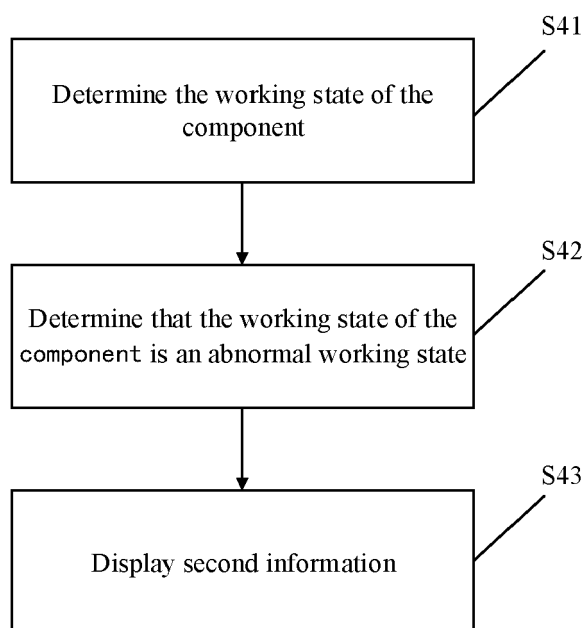 S41
Determine the working state of the
component
S42
Determine that the working state of the
component is an abnormal working state
S43
Display second information